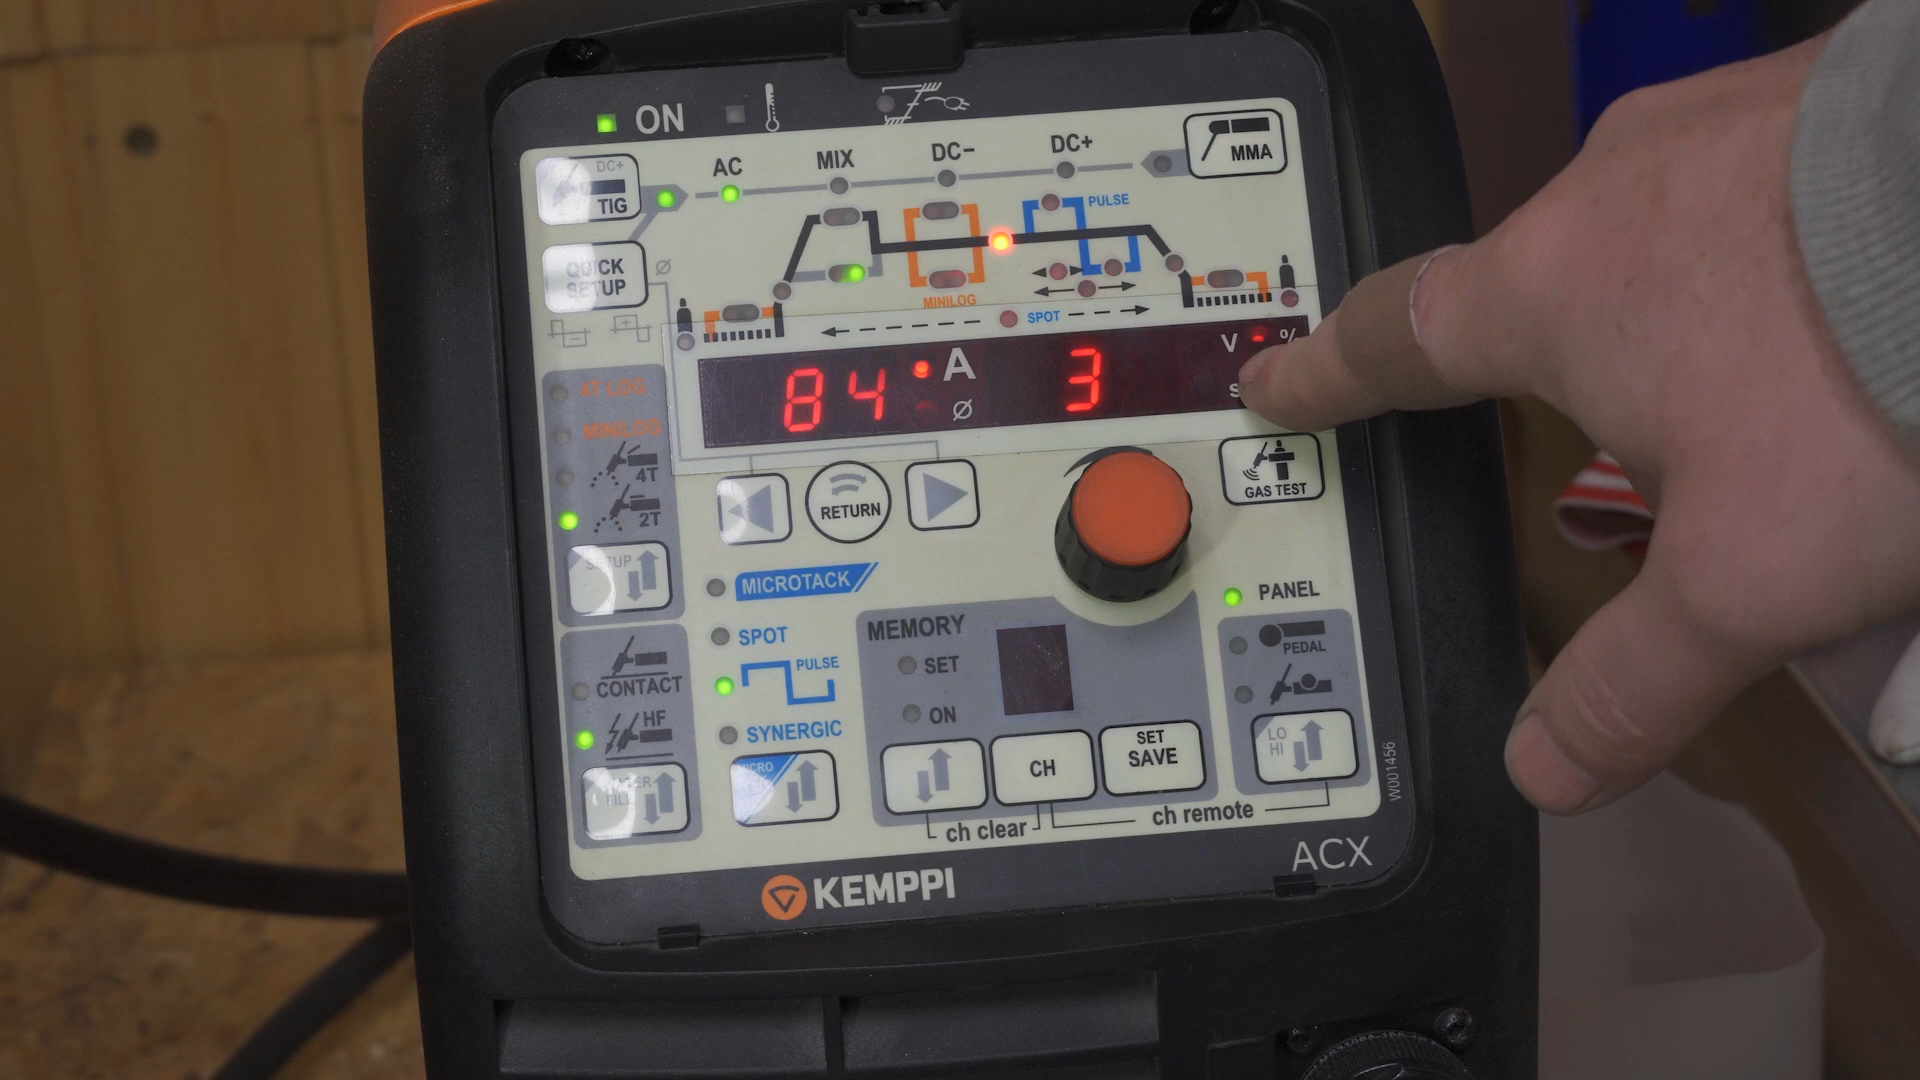 ON
DC+
TIG
AC
MIX
DC-
DC+
MMA
QUICK
SETUP
Ø
PULSE
MINILOG
SPOT
84 A 3 V %
Ø
S
4T LOG
MINILOG
4T
2T
SETUP
RETURN
GAS TEST
MICROTACK
SPOT
PULSE
SYNERGIC
MICRO
CONTACT
HF
MEMORY
SET
ON
CH
SET
SAVE
ch clear
ch remote
PANEL
PEDAL
LO
HI
W001456
KEMPPI
ACX